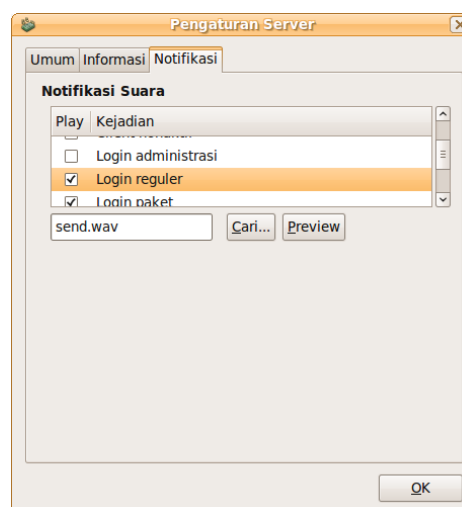 Pengaturan Server
Umum Informasi Notifikasi
Notifikasi Suara
Play Kejadian
Login administrasi
Login reguler
Login paket
send.wav Cari... Preview
OK